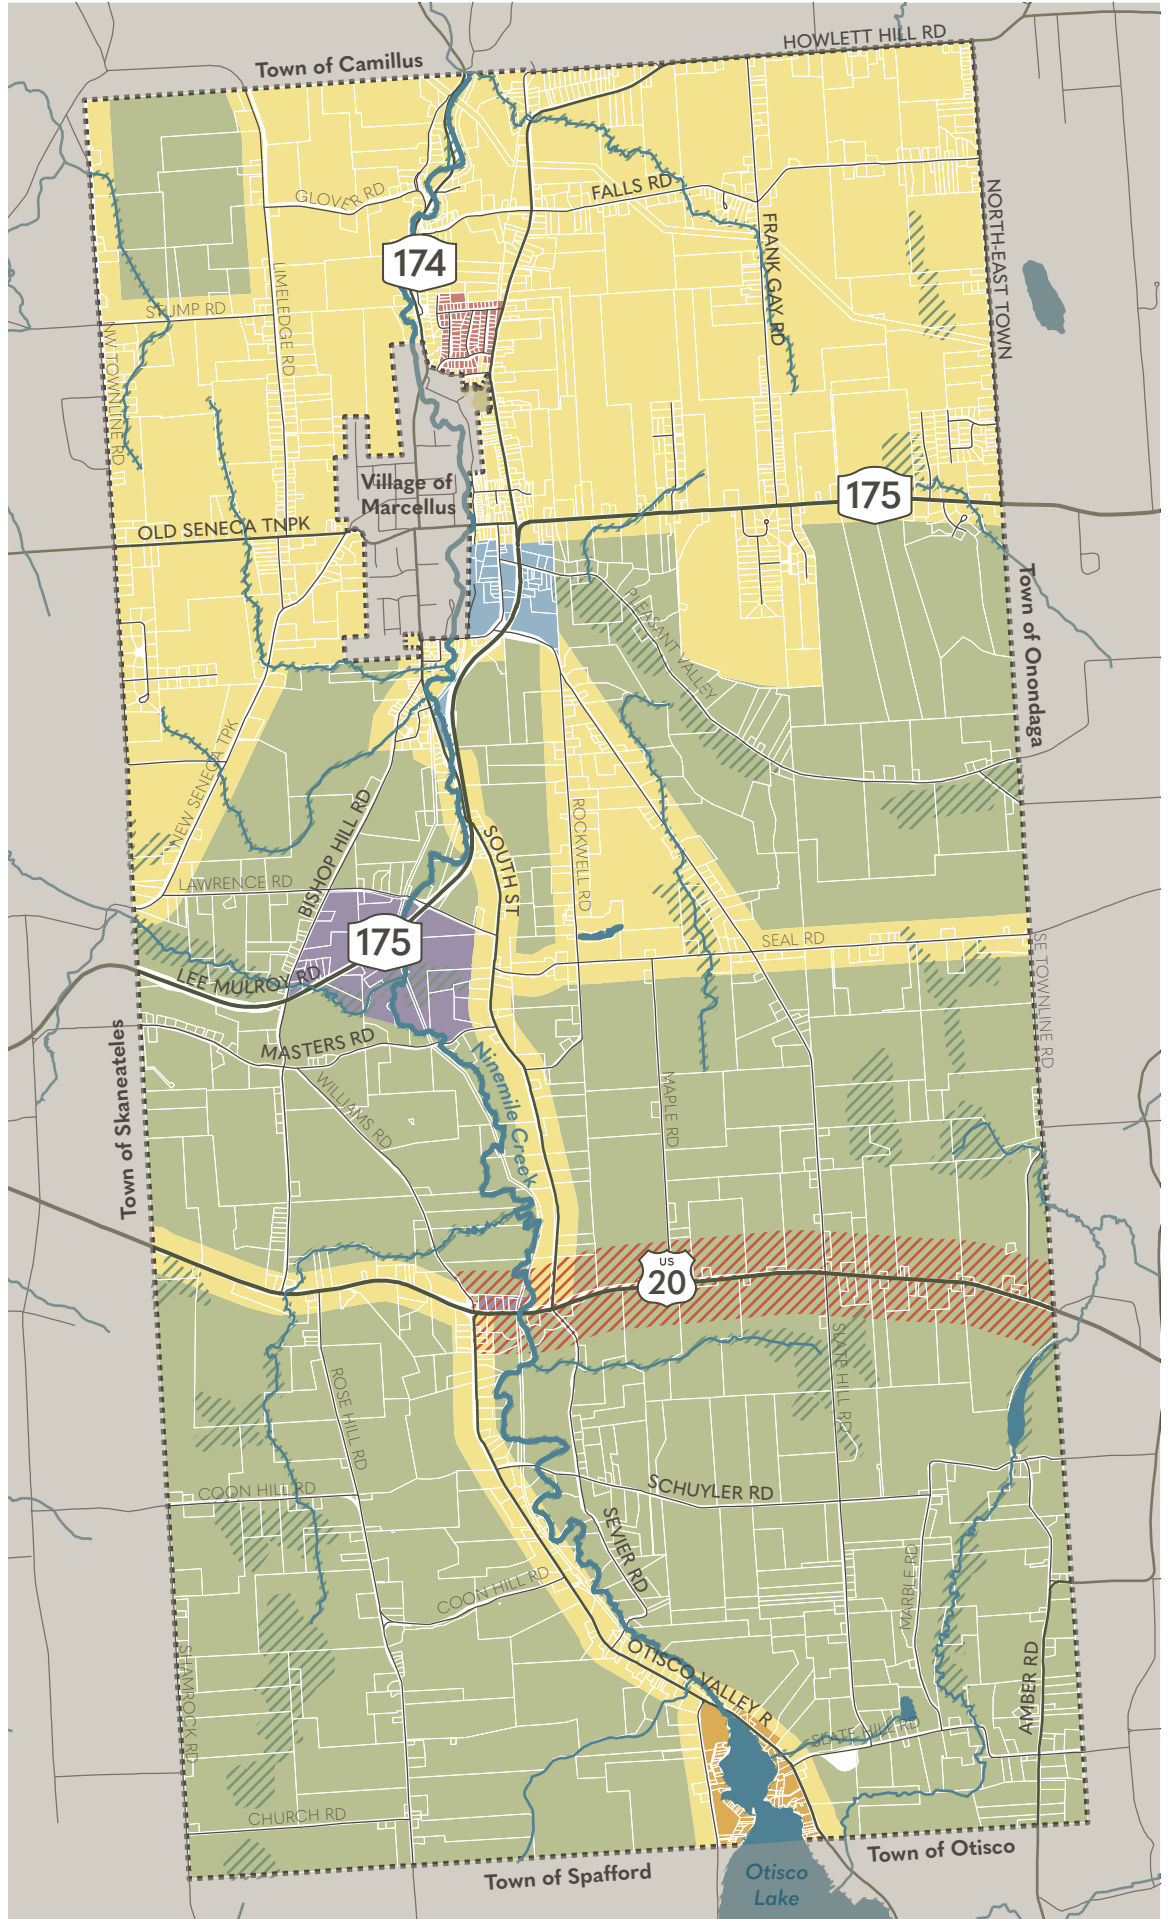 HOWLETT HILL RD
Town of Camillus
GLOVER RD
FALLS RD
NORTH-EAST TOWN
FRANK GAY RD
174
LIMELEDGE RD
STUMP RD
NW TOWNLINE RD
Village of
Marcellus
175
OLD SENECA TNPK
Town of Onondaga
PLEASANT VALLEY
NEW SENECA TPK
BISHOP HILL RD
ROCKWELL RD
SOUTH ST
LAWRENCE RD
175
SEAL RD
SE TOWNLINE RD
LEE MULROY RD
MASTERS RD
Town of Skaneateles
WILLIAMS RD
Ninemile Creek
MAPLE RD
US
20
SLATE HILL RD
ROSE HILL RD
COON HILL RD
SCHUYLER RD
SEVIER RD
COON HILL RD
MARBLE RD
SHAMROCK RD
OTISCO VALLEY R
AMBER RD
SLATE HILL RD
CHURCH RD
Town of Spafford
Town of Otisco
Otisco
Lake